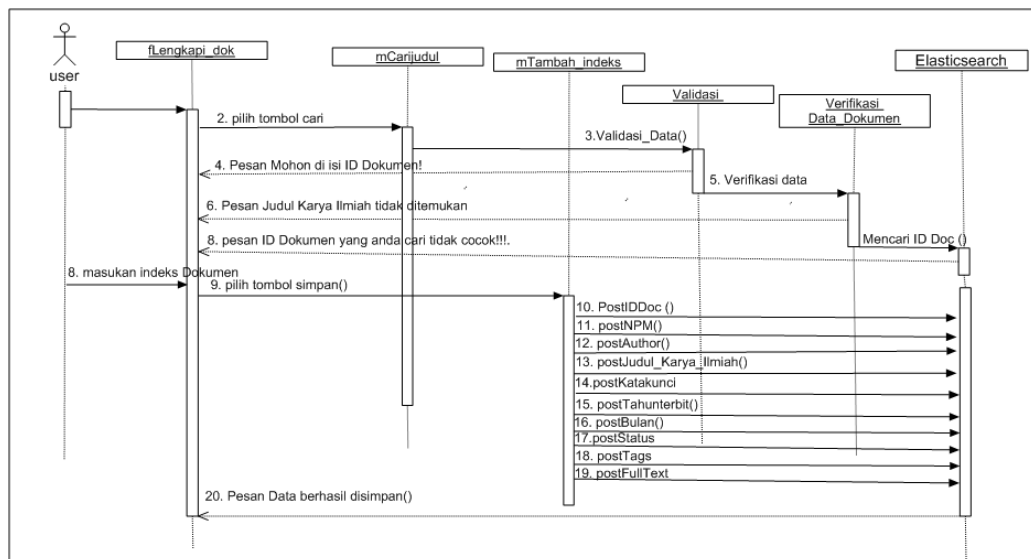 user
fLengkapi_dok
mCarijudul
mTambah_indeks
Validasi
Verifikasi
Data_Dokumen
Elasticsearch
2. pilih tombol cari
3.Validasi_Data()
4. Pesan Mohon di isi ID Dokumen!
5. Verifikasi data
6. Pesan Judul Karya Ilmiah tidak ditemukan
Mencari ID Doc ()
8. pesan ID Dokumen yang anda cari tidak cocok!!!.
8. masukan indeks Dokumen
9. pilih tombol simpan()
10. PostIDDoc ()
11. postNPM()
12. postAuthor()
13. postJudul_Karya_Ilmiah()
14.postKatakunci
15. postTahunterbit()
16. postBulan()
17.postStatus
18. postTags
19. postFullText
20. Pesan Data berhasil disimpan()